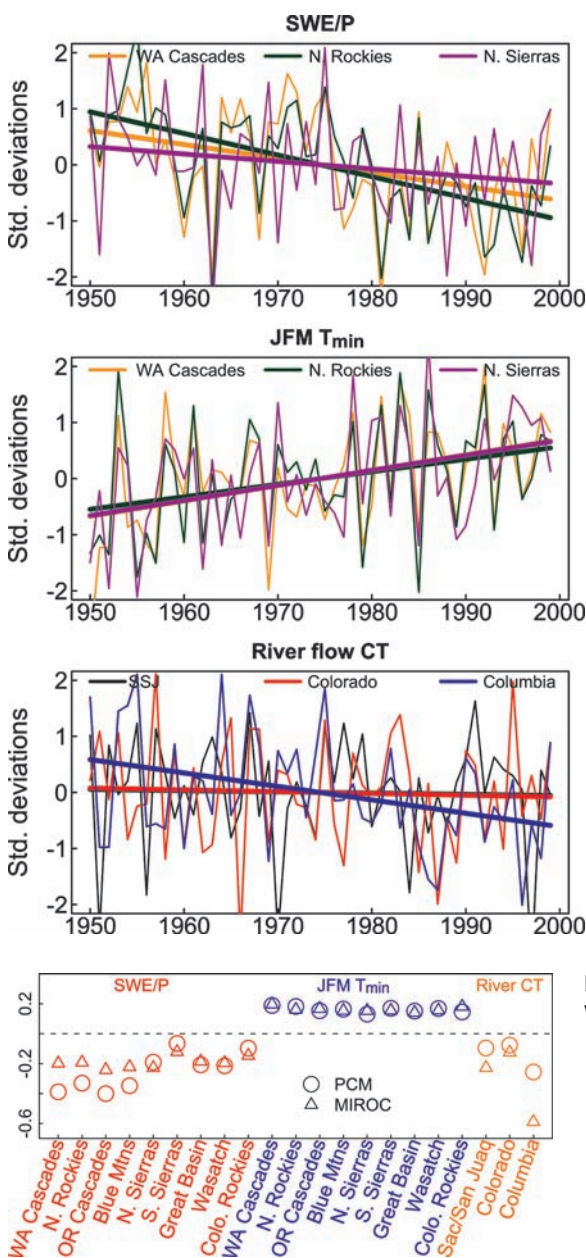 SWE/P
WA Cascades N. Rockies N. Sierras
Std. deviations
2
1
0
-1
-2
1950 1960 1970 1980 1990 2000
JFM Tmin
WA Cascades N. Rockies N. Sierras
Std. deviations
2
1
0
-1
-2
1950 1960 1970 1980 1990 2000
River flow CT
SSJ Colorado Columbia
Std. deviations
2
1
0
-1
-2
1950 1960 1970 1980 1990 2000
SWE/P JFM Tmin River CT
0.2
-0.2
-0.6
PCM
MIROC
WA Cascades
N. Rockies
OR Cascades
Blue Mtns
N. Sierras
S. Sierras
Great Basin
Wasatch
Colo. Rockies
WA Cascades
N. Rockies
OR Cascades
Blue Mins
N. Sierras
S. Sierras
Great Basin
Wasatch
Colo. Rockies
Sac/San Juaq
Colorado
Columbia